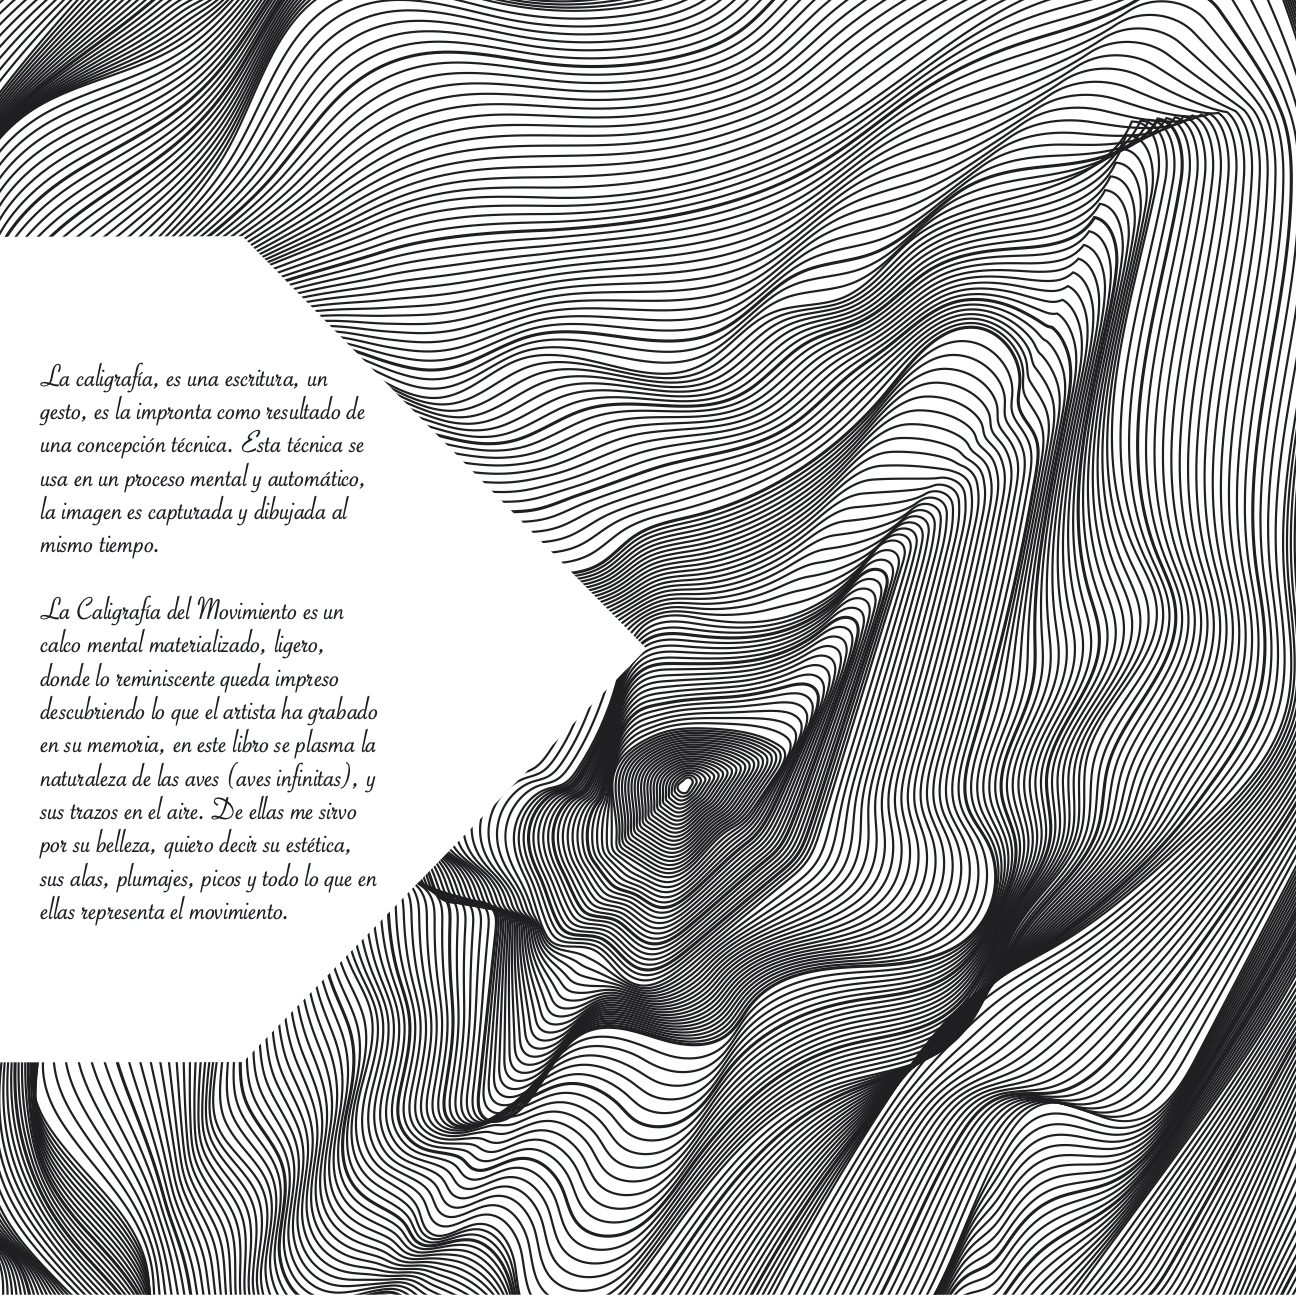 La caligrafía, es una escritura, un
gesto, es la impronta como resultado de
una concepción técnica. Esta técnica se
usa en un proceso mental y automático,
la imagen es capturada y dibujada al
mismo tiempo.
La Caligrafía del Movimiento es un
calco mental materializado, ligero,
donde lo reminiscente queda impreso
descubriendo lo que el artista ha grabado
en su memoria, en este libro se plasma la
naturaleza de las aves (aves infinitas), y
sus trazos en el aire. De ellas me sirvo
por su belleza, quiero decir su estética,
sus alas, plumajes, picos y todo lo que en
ellas representa el movimiento.